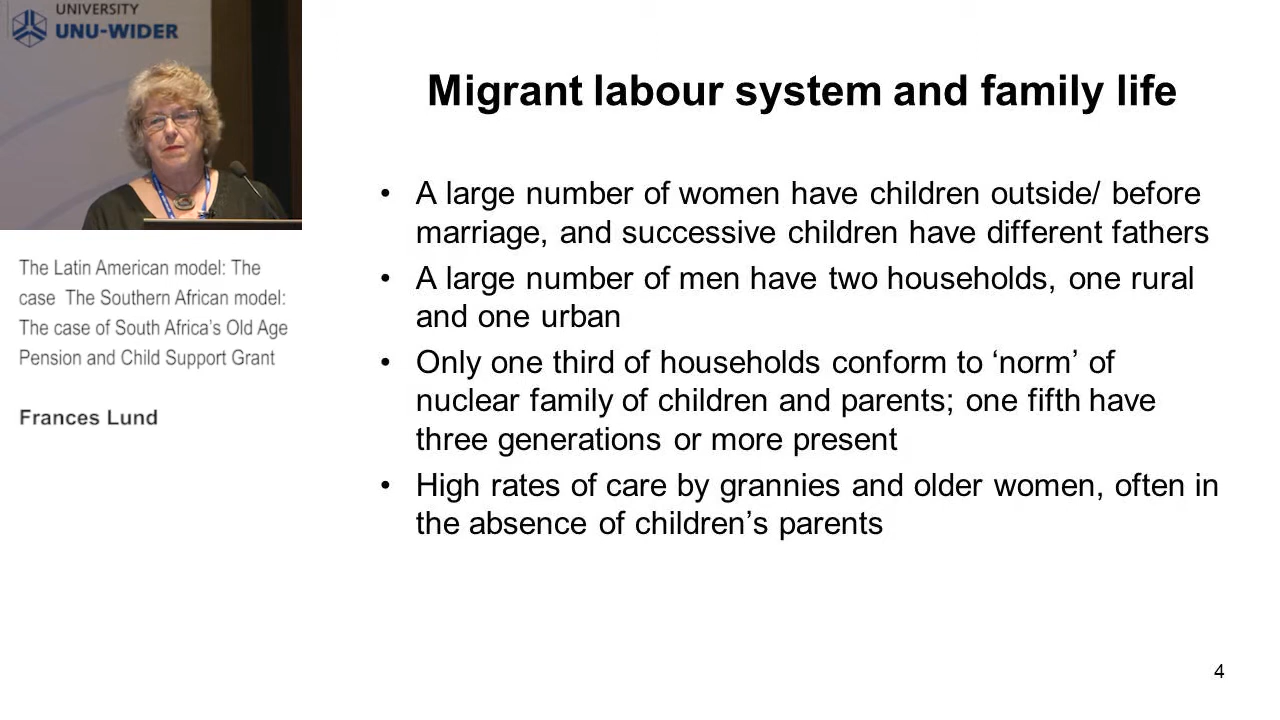 UNIVERSITY
UNU-WIDER
The Latin American model: The
case The Southern African model:
The case of South Africa's Old Age
Pension and Child Support Grant
Frances Lund
Migrant labour system and family life
• A large number of women have children outside/ before
marriage, and successive children have different fathers
• A large number of men have two households, one rural
and one urban
• Only one third of households conform to ‘norm’ of
nuclear family of children and parents; one fifth have
three generations or more present
• High rates of care by grannies and older women, often in
the absence of children’s parents
4